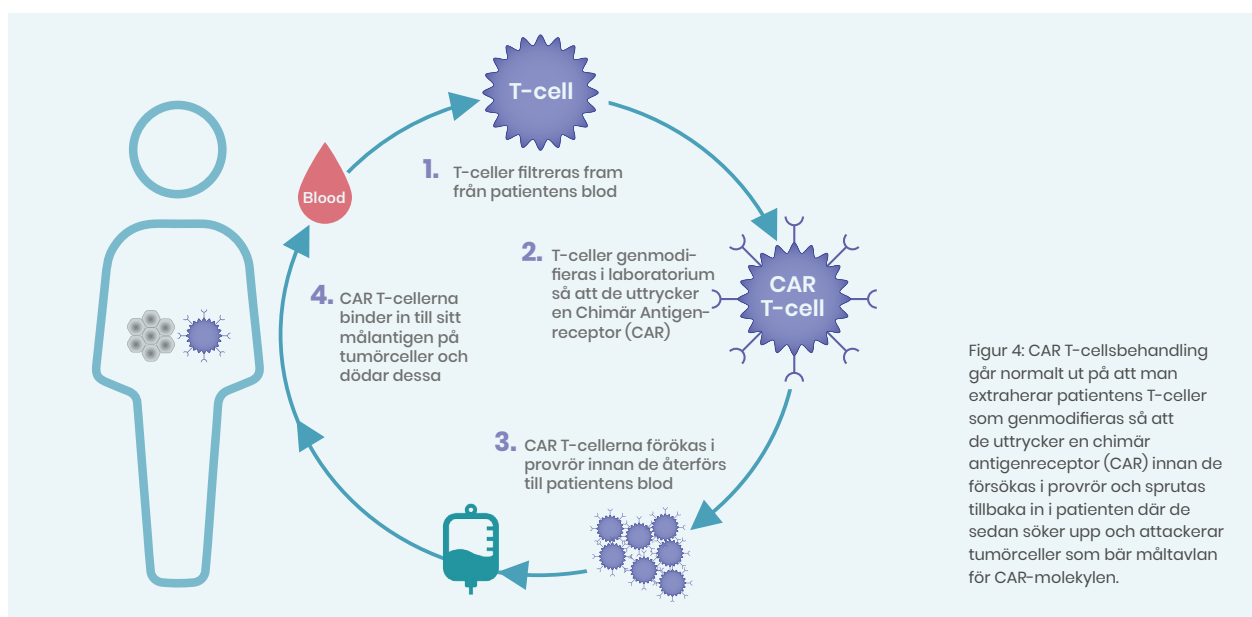 T-cell
Blood
1. T-celler filtreras fram
från patientens blod
2. T-celler genmodi-
fieras i laboratorium
så att de uttrycker
en Chimär Antigen-
receptor (CAR)
CAR
T-cell
4. CAR T-cellerna
binder in till sitt
målantigen på
tumörceller och
dödar dessa
3. CAR T-cellerna förökas i
provrör innan de återförs
till patientens blod
Figur 4: CAR T-cellsbehandling
går normalt ut på att man
extraherar patientens T-celler
som genmodifieras så att
de uttrycker en chimär
antigenreceptor (CAR) innan de
försökas i provrör och sprutas
tillbaka in i patienten där de
sedan söker upp och attackerar
tumörceller som bär måltavlan
för CAR-molekylen.